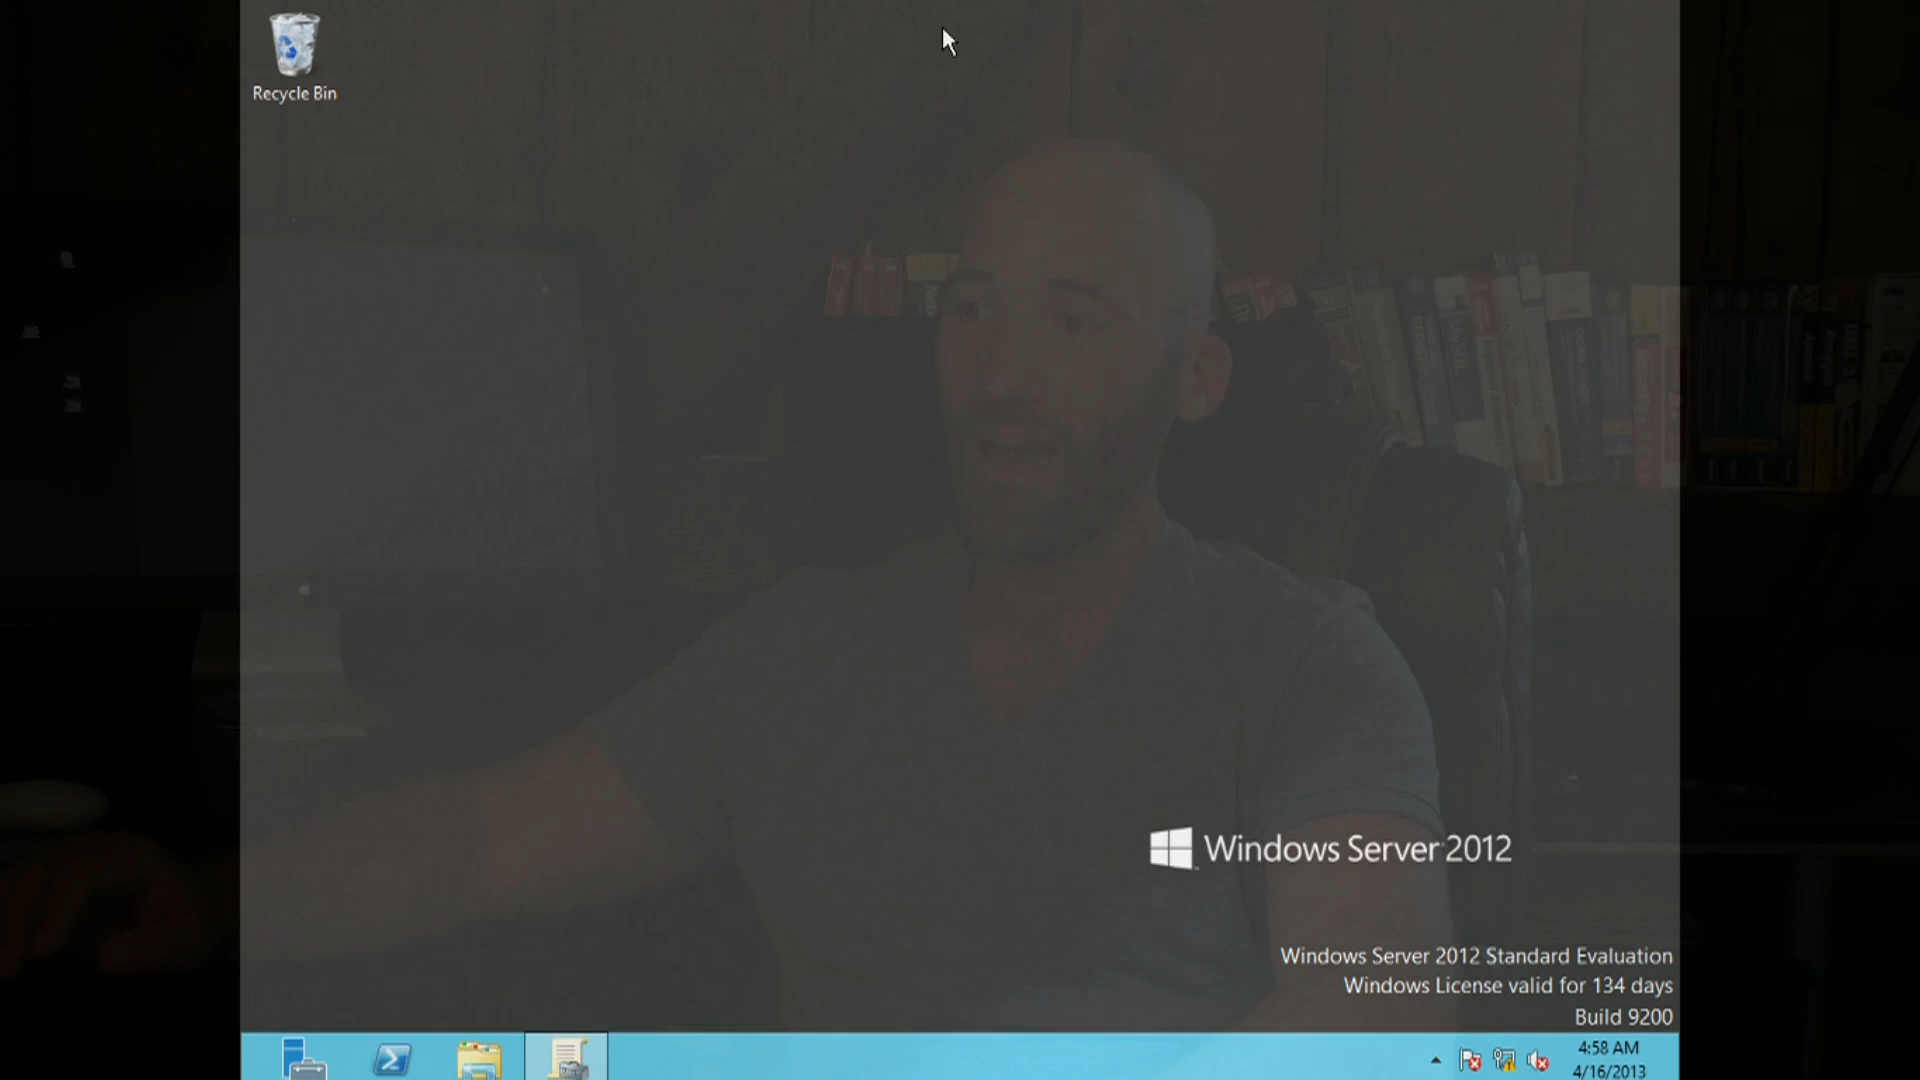 Recycle Bin
Windows Server 2012
Windows Server 2012 Standard Evaluation
Windows License valid for 134 days
Build 9200
4:58 AM
4/16/2013